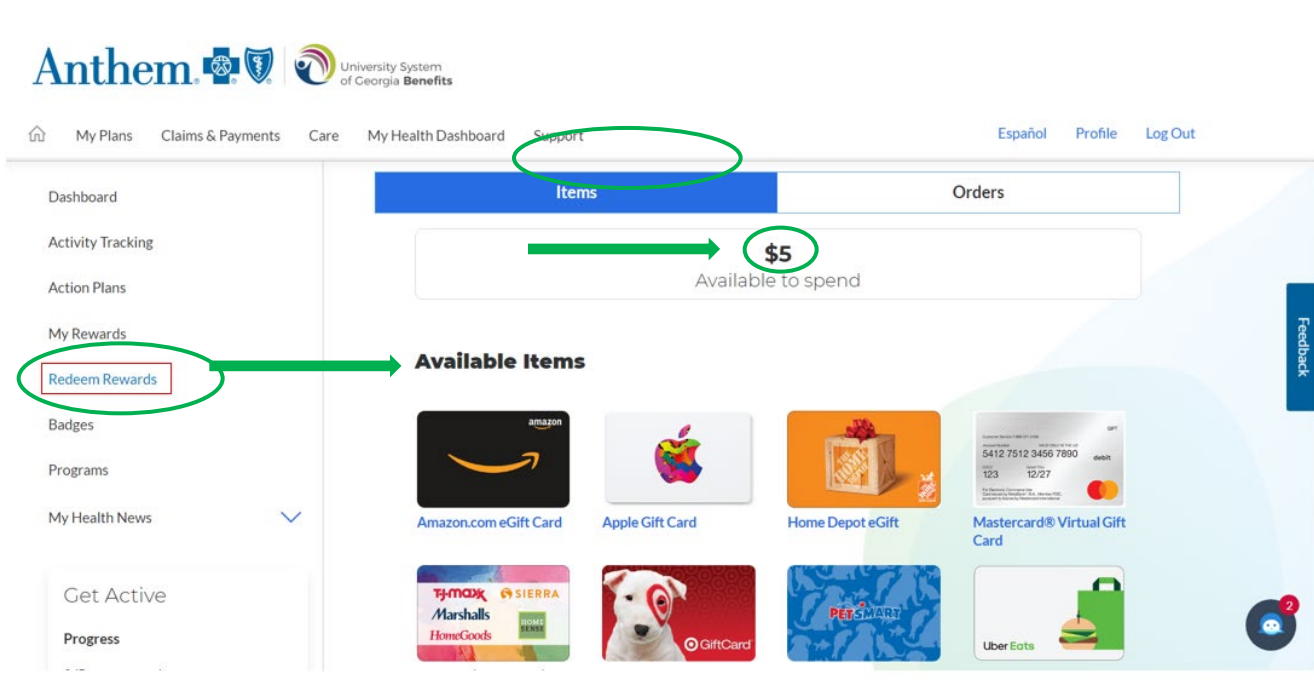 Anthem.
University System
of Georgia Benefits
My Plans Claims & Payments Care My Health Dashboard Support Español Profile Log Out
Dashboard
Activity Tracking
Action Plans
My Rewards
Redeem Rewards
Badges
Programs
My Health News
Get Active
Progress
Items Orders
$5
Available to spend
Available Items
amazon
GIFT
5412 7512 3456 7890 debit
123 12/27
Amazon.com eGift Card Apple Gift Card Home Depot eGift Mastercard® Virtual Gift
Card
THE HOME DEPOT
TJ·maxx SIERRA
Marshalls HOME
HomeGoods SENSE
GiftCard
PETSMART
Uber Eats
Feedback
2